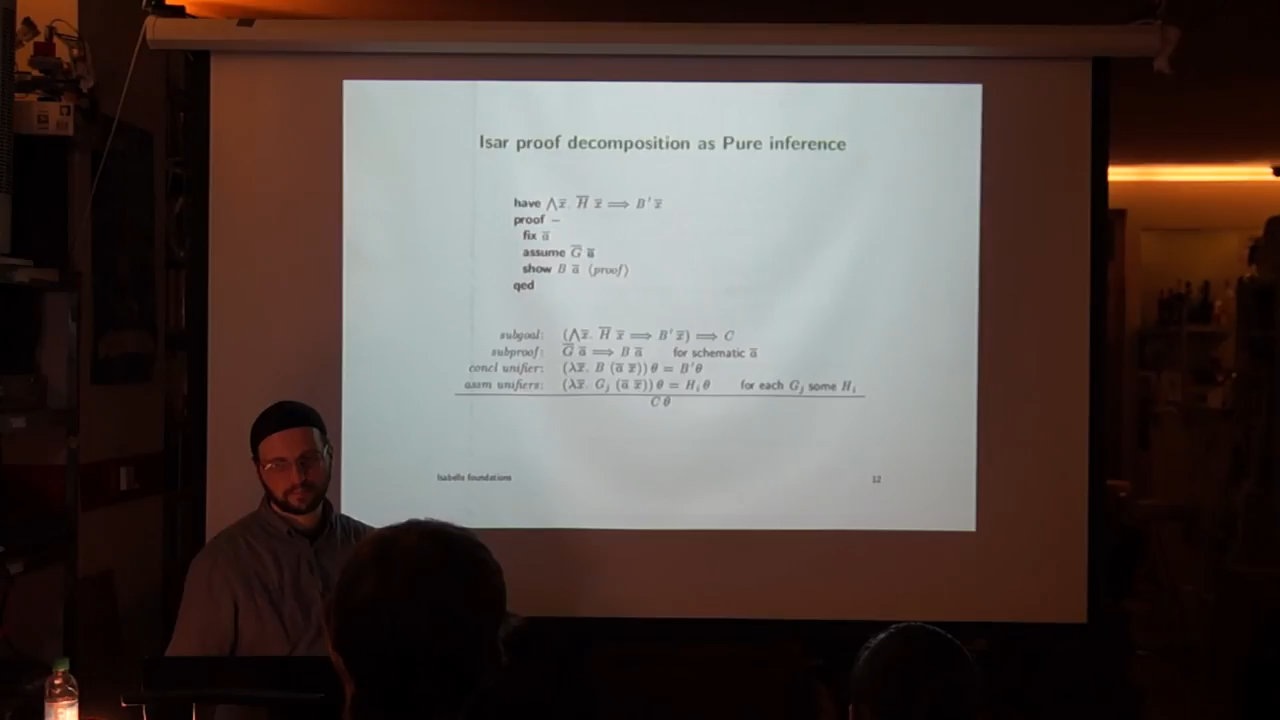 Isar proof decomposition as Pure inference
have ⋀x̅. H̅ x̅ ⟹ B′ x̅
proof –
fix a̅
assume G̅ a̅
show B a̅ ⟨proof⟩
qed
subgoal: (⋀x̅. H̅ x̅ ⟹ B′ x̅) ⟹ C
subproof: G̅ a̅ ⟹ B a̅ for schematic a̅
concl unifier: (λx̅. B (a̅ x̅)) θ = B′θ
assm unifiers: (λx̅. Gⱼ (a̅ x̅)) θ = Hᵢ θ for each Gⱼ some Hᵢ
C θ
Isabelle foundations 12